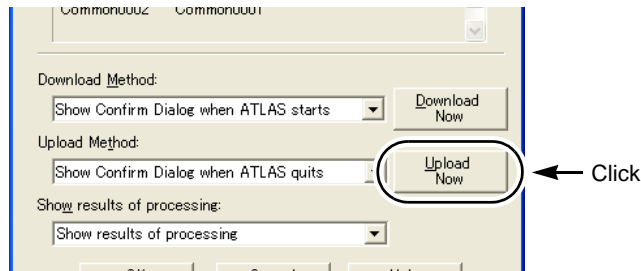 Common0002 Common0001
Download Method:
Show Confirm Dialog when ATLAS starts
Download
Now
Upload Method:
Show Confirm Dialog when ATLAS quits
Upload
Now
Click
Show results of processing:
Show results of processing